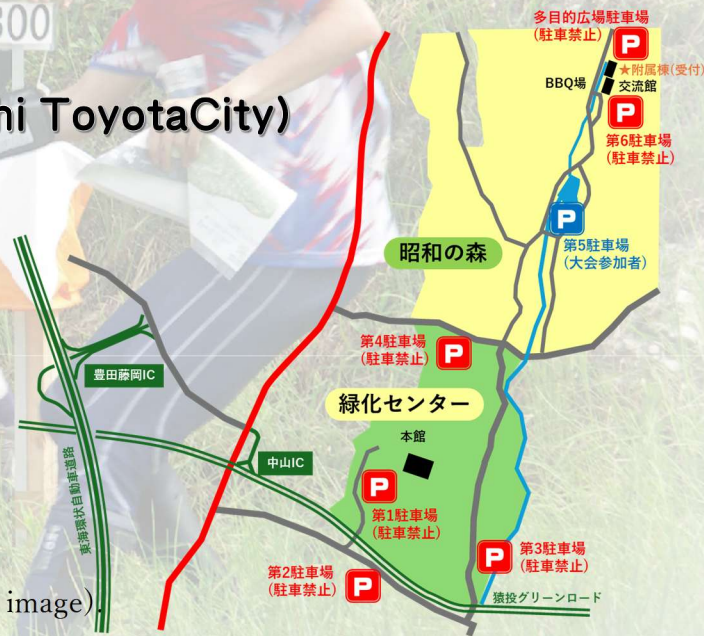 300
多目的広場駐車場
(駐車禁止)
P
★附属棟(受付)
BBQ場
交流館
P
hi ToyotaCity)
第6駐車場
(駐車禁止)
P
第5駐車場
(大会参加者)
昭和の森
第4駐車場
(駐車禁止)
P
豊田藤岡IC
緑化センター
本館
中山IC
東海環状自動車道路
P
第1駐車場
(駐車禁止)
第3駐車場
(駐車禁止)
P
第2駐車場
(駐車禁止)
P
猿投グリーンロード
image).